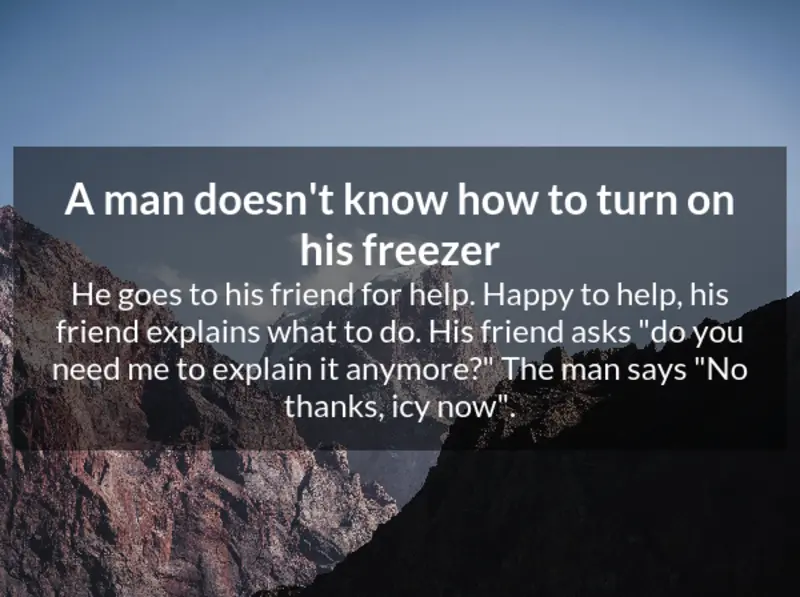 A man doesn't know how to turn on
his freezer
He goes to his friend for help. Happy to help, his
friend explains what to do. His friend asks "do you
need me to explain it anymore?" The man says "No
thanks, icy now".